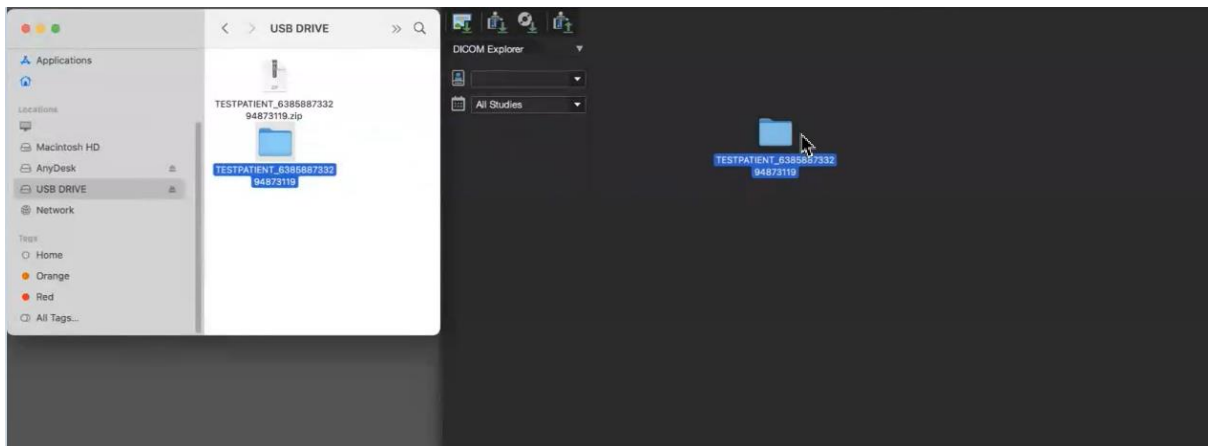 USB DRIVE
Applications
Locations
Macintosh HD
AnyDesk
USB DRIVE
Network
Tags
Home
Orange
Red
All Tags...
ZIP
TESTPATIENT_6385887332
94873119.zip
TESTPATIENT_6385887332
94873119
DICOM Explorer
All Studies
TESTPATIENT_6385887332
94873119